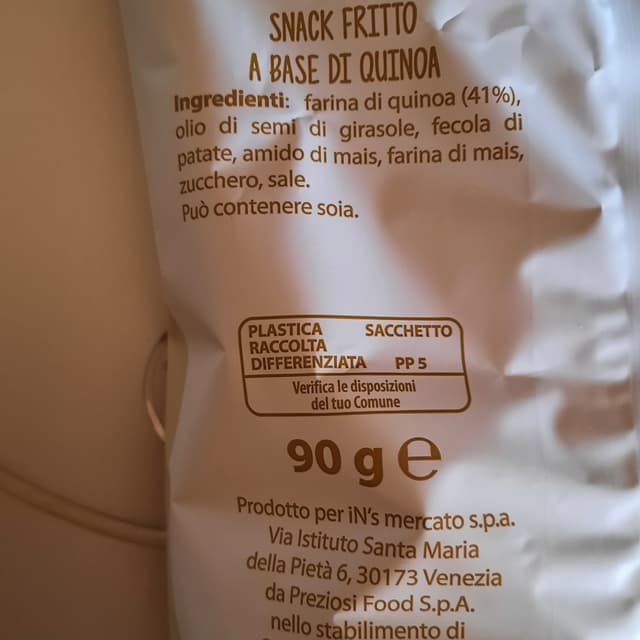 SNACK FRITTO
A BASE DI QUINOA
Ingredienti: farina di quinoa (41%),
olio di semi di girasole, fecola di
patate, amido di mais, farina di mais,
zucchero, sale.
Può contenere soia.
PLASTICA SACCHETTO
RACCOLTA
DIFFERENZIATA PP 5
Verifica le disposizioni
del tuo Comune
90 g ℮
Prodotto per iN's mercato s.p.a.
Via Istituto Santa Maria
della Pietà 6, 30173 Venezia
da Preziosi Food S.p.A.
nello stabilimento di